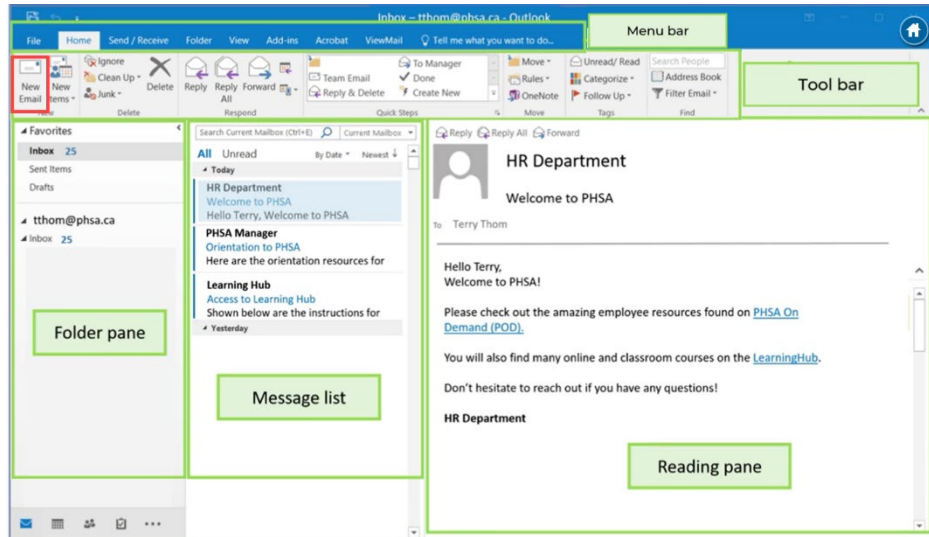 Inbox – tthom@phsa.ca - Outlook
File Home Send / Receive Folder View Add-ins Acrobat ViewMail Tell me what you want to do...
Menu bar
New Email
New Items
Ignore
Clean Up
Junk
Delete
Reply
Reply All
Forward
Team Email
Reply & Delete
To Manager
Done
Create New
Move
Rules
OneNote
Unread/ Read
Categorize
Follow Up
Search People
Address Book
Filter Email
Tool bar
New Delete Respond Quick Steps Move Tags Find
Favorites
Inbox 25
Sent Items
Drafts
tthom@phsa.ca
Inbox 25
Folder pane
Search Current Mailbox (Ctrl+E) Current Mailbox
All Unread By Date Newest ↓
Today
HR Department
Welcome to PHSA
Hello Terry, Welcome to PHSA
PHSA Manager
Orientation to PHSA
Here are the orientation resources for
Learning Hub
Access to Learning Hub
Shown below are the instructions for
Yesterday
Message list
Reply Reply All Forward
HR Department
Welcome to PHSA
To Terry Thom
Hello Terry,
Welcome to PHSA!
Please check out the amazing employee resources found on PHSA On
Demand (POD).
You will also find many online and classroom courses on the LearningHub.
Don't hesitate to reach out if you have any questions!
HR Department
Reading pane